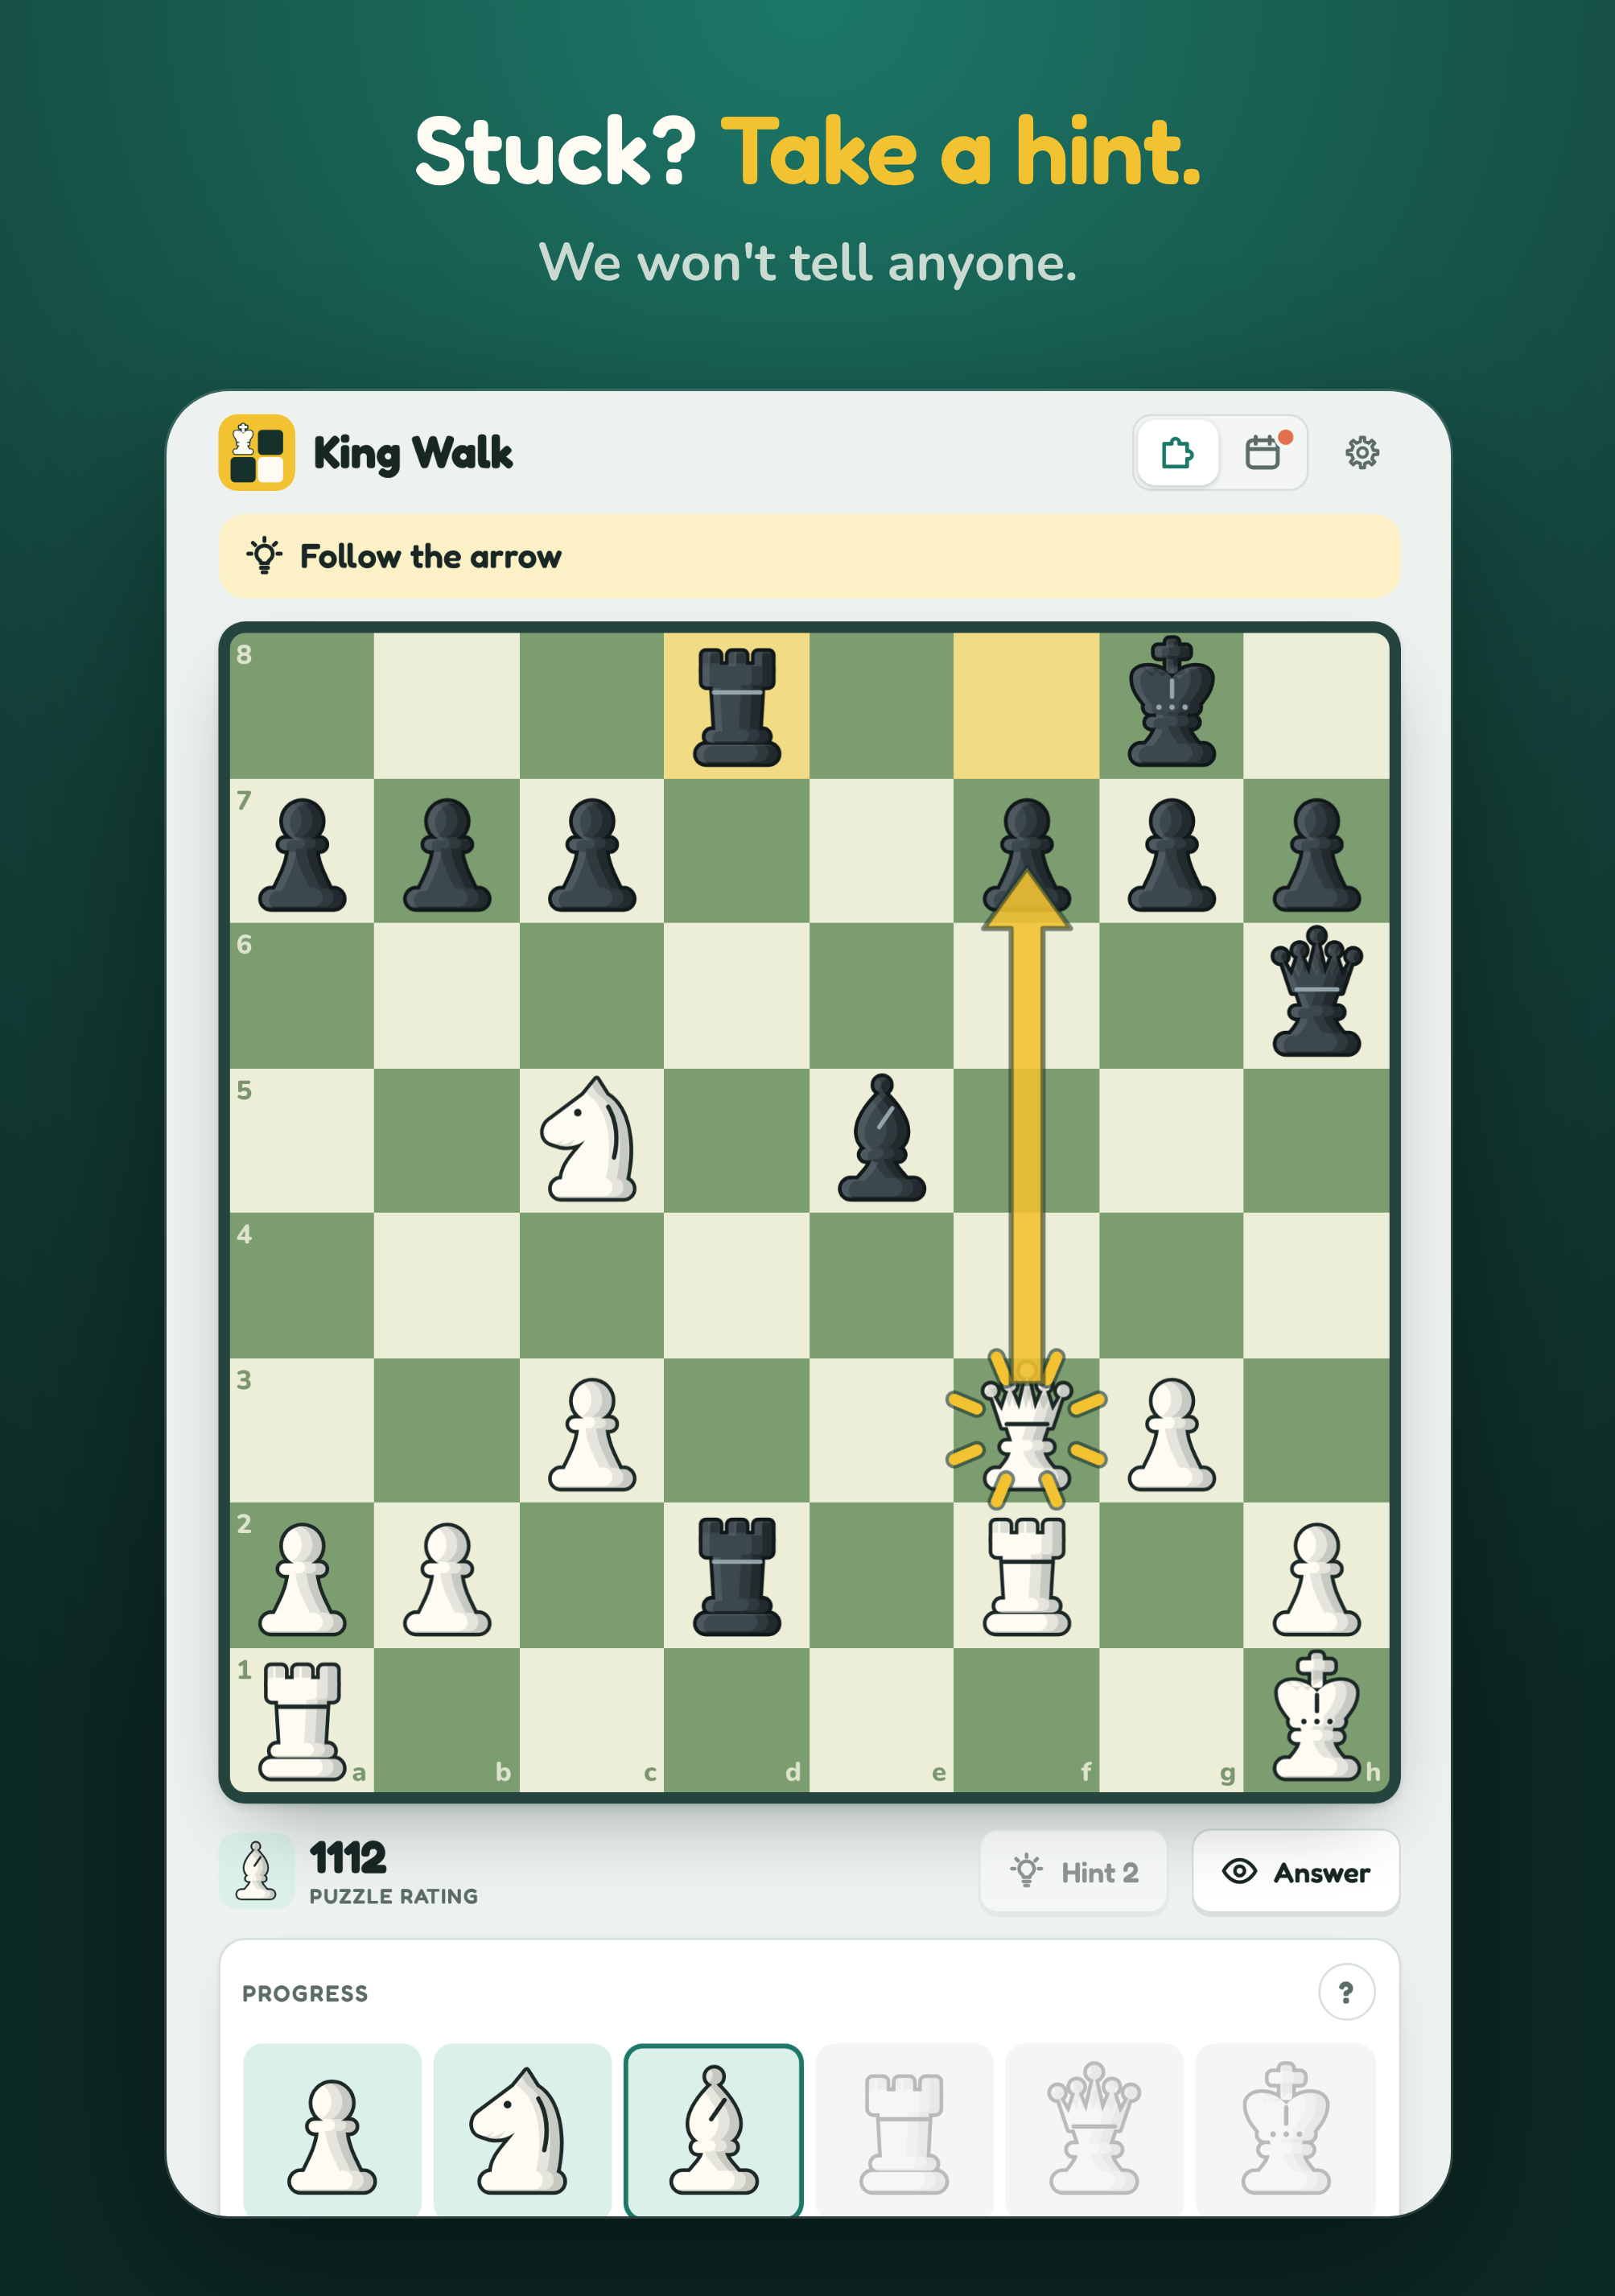 Stuck? Take a hint.
We won't tell anyone.
King Walk
Follow the arrow
8
7
6
5
4
3
2
1
a b c d e f g h
1112
PUZZLE RATING
Hint 2
Answer
PROGRESS
?